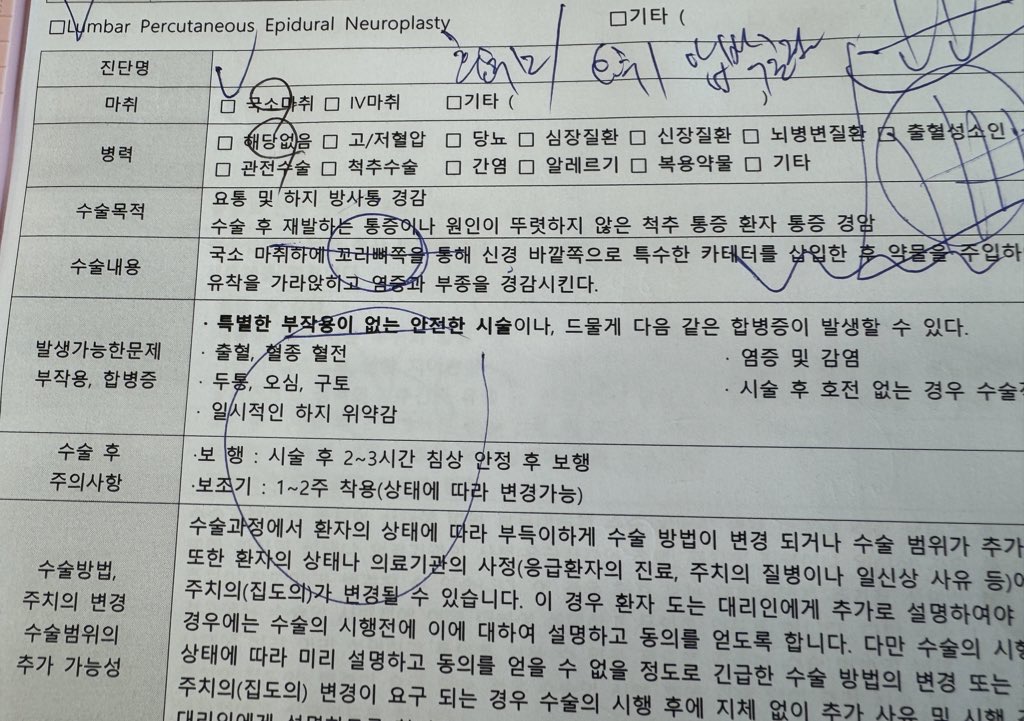 □Lumbar Percutaneous Epidural Neuroplasty □기타 (
진단명
마취 □ 국소마취 □ IV마취 □기타 ( )
병력 □ 해당없음 □ 고/저혈압 □ 당뇨 □ 심장질환 □ 신장질환 □ 뇌병변질환 □ 출혈성소인
□ 관전수술 □ 척추수술 □ 간염 □ 알레르기 □ 복용약물 □ 기타
수술목적 요통 및 하지 방사통 경감
수술 후 재발하는 통증이나 원인이 뚜렷하지 않은 척추 통증 환자 통증 경감
수술내용 국소 마취하에 꼬리뼈쪽을 통해 신경 바깥쪽으로 특수한 카테터를 삽입한 후 약물을 주입하
유착을 가라앉하고 염증과 부종을 경감시킨다.
발생가능한문제
부작용, 합병증
· 특별한 부작용이 없는 안전한 시술이나, 드물게 다음 같은 합병증이 발생할 수 있다.
· 출혈, 혈종 혈전 · 염증 및 감염
· 두통, 오심, 구토 · 시술 후 호전 없는 경우 수술
· 일시적인 하지 위약감
수술 후
주의사항
·보 행 : 시술 후 2~3시간 침상 안정 후 보행
·보조기 : 1~2주 착용(상태에 따라 변경가능)
수술방법,
주치의 변경
수술범위의
추가 가능성
수술과정에서 환자의 상태에 따라 부득이하게 수술 방법이 변경 되거나 수술 범위가 추가
또한 환자의 상태나 의료기관의 사정(응급환자의 진료, 주치의 질병이나 일신상 사유 등)에
주치의(집도의)가 변경될 수 있습니다. 이 경우 환자 도는 대리인에게 추가로 설명하여야
경우에는 수술의 시행전에 이에 대하여 설명하고 동의를 얻도록 합니다. 다만 수술의 시행
상태에 따라 미리 설명하고 동의를 얻을 수 없을 정도로 긴급한 수술 방법의 변경 또는
주치의(집도의) 변경이 요구 되는 경우 수술의 시행 후에 지체 없이 추가 사유 및 시행